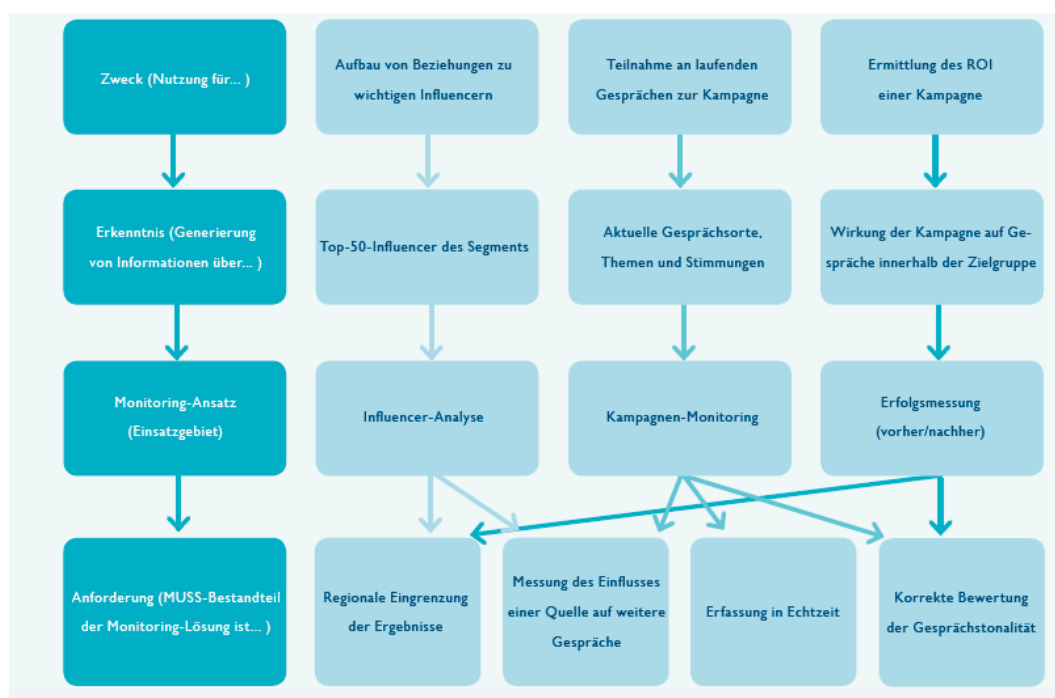 Zweck (Nutzung für... )
Aufbau von Beziehungen zu
wichtigen Influencern
Teilnahme an laufenden
Gesprächen zur Kampagne
Ermittlung des ROI
einer Kampagne
Erkenntnis (Generierung
von Informationen über... )
Top-50-Influencer des Segments
Aktuelle Gesprächsorte,
Themen und Stimmungen
Wirkung der Kampagne auf Ge-
spräche innerhalb der Zielgruppe
Monitoring-Ansatz
(Einsatzgebiet)
Influencer-Analyse
Kampagnen-Monitoring
Erfolgsmessung
(vorher/nachher)
Anforderung (MUSS-Bestandteil
der Monitoring-Lösung ist... )
Regionale Eingrenzung
der Ergebnisse
Messung des Einflusses
einer Quelle auf weitere
Gespräche
Erfassung in Echtzeit
Korrekte Bewertung
der Gesprächstonalität